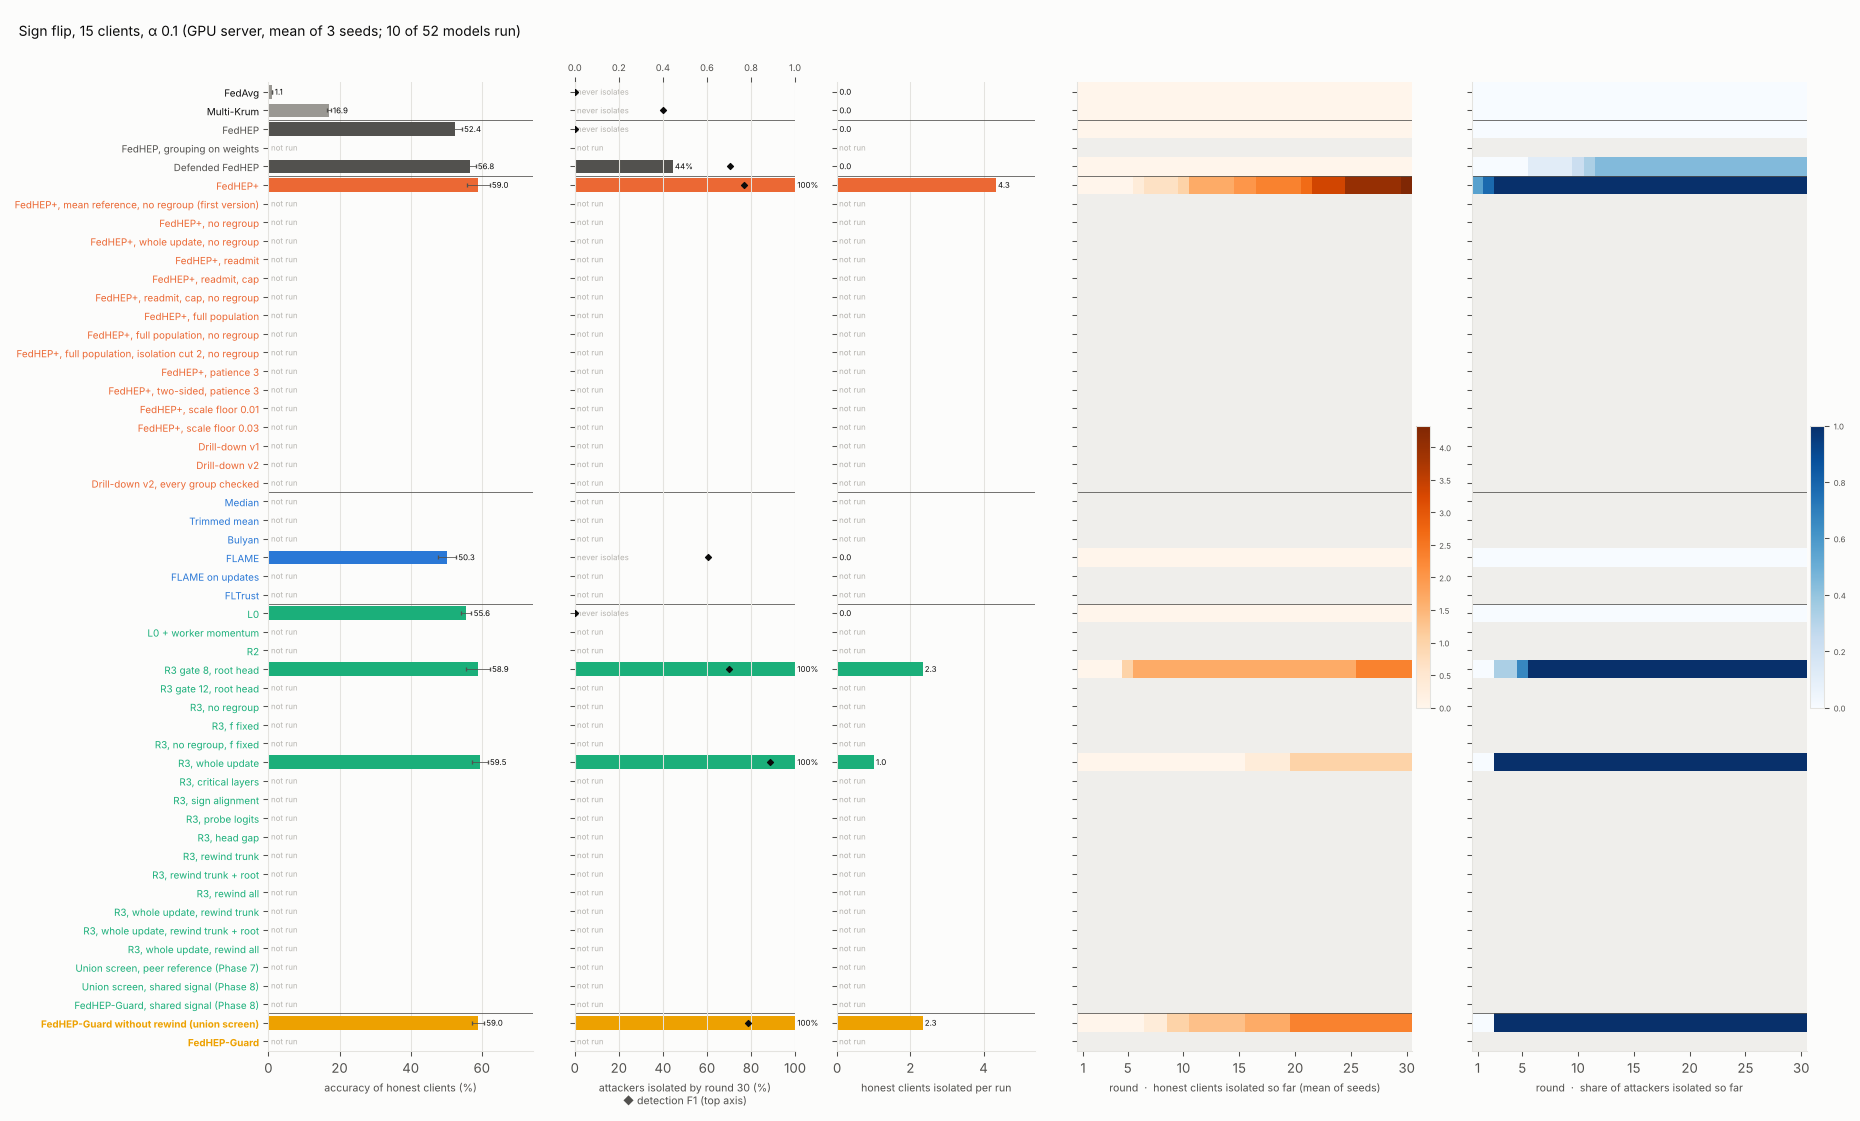 Sign flip, 15 clients, α 0.1 (GPU server, mean of 3 seeds; 10 of 52 models run)
0.0 0.2 0.4 0.6 0.8 1.0
FedAvg 1.1 never isolates 0.0
Multi-Krum 16.9 never isolates 0.0
FedHEP 52.4 never isolates 0.0
FedHEP, grouping on weights not run not run not run
Defended FedHEP 56.8 44% 0.0
FedHEP+ 59.0 100% 4.3
FedHEP+, mean reference, no regroup (first version) not run not run not run
FedHEP+, no regroup not run not run not run
FedHEP+, whole update, no regroup not run not run not run
FedHEP+, readmit not run not run not run
FedHEP+, readmit, cap not run not run not run
FedHEP+, readmit, cap, no regroup not run not run not run
FedHEP+, full population not run not run not run
FedHEP+, full population, no regroup not run not run not run
FedHEP+, full population, isolation cut 2, no regroup not run not run not run
FedHEP+, patience 3 not run not run not run
FedHEP+, two-sided, patience 3 not run not run not run
FedHEP+, scale floor 0.01 not run not run not run
FedHEP+, scale floor 0.03 not run not run not run
Drill-down v1 not run not run not run
Drill-down v2 not run not run not run
Drill-down v2, every group checked not run not run not run
Median not run not run not run
Trimmed mean not run not run not run
Bulyan not run not run not run
FLAME 50.3 never isolates 0.0
FLAME on updates not run not run not run
FLTrust not run not run not run
L0 55.6 never isolates 0.0
L0 + worker momentum not run not run not run
R2 not run not run not run
R3 gate 8, root head 58.9 100% 2.3
R3 gate 12, root head not run not run not run
R3, no regroup not run not run not run
R3, f fixed not run not run not run
R3, no regroup, f fixed not run not run not run
R3, whole update 59.5 100% 1.0
R3, critical layers not run not run not run
R3, sign alignment not run not run not run
R3, probe logits not run not run not run
R3, head gap not run not run not run
R3, rewind trunk not run not run not run
R3, rewind trunk + root not run not run not run
R3, rewind all not run not run not run
R3, whole update, rewind trunk not run not run not run
R3, whole update, rewind trunk + root not run not run not run
R3, whole update, rewind all not run not run not run
Union screen, peer reference (Phase 7) not run not run not run
Union screen, shared signal (Phase 8) not run not run not run
FedHEP-Guard, shared signal (Phase 8) not run not run not run
FedHEP-Guard without rewind (union screen) 59.0 100% 2.3
FedHEP-Guard not run not run not run
0 20 40 60
accuracy of honest clients (%)
0 20 40 60 80 100
attackers isolated by round 30 (%)
◆ detection F1 (top axis)
0 2 4
honest clients isolated per run
1 5 10 15 20 25 30
round · honest clients isolated so far (mean of seeds)
4.0
3.5
3.0
2.5
2.0
1.5
1.0
0.5
0.0
1 5 10 15 20 25 30
round · share of attackers isolated so far
1.0
0.8
0.6
0.4
0.2
0.0